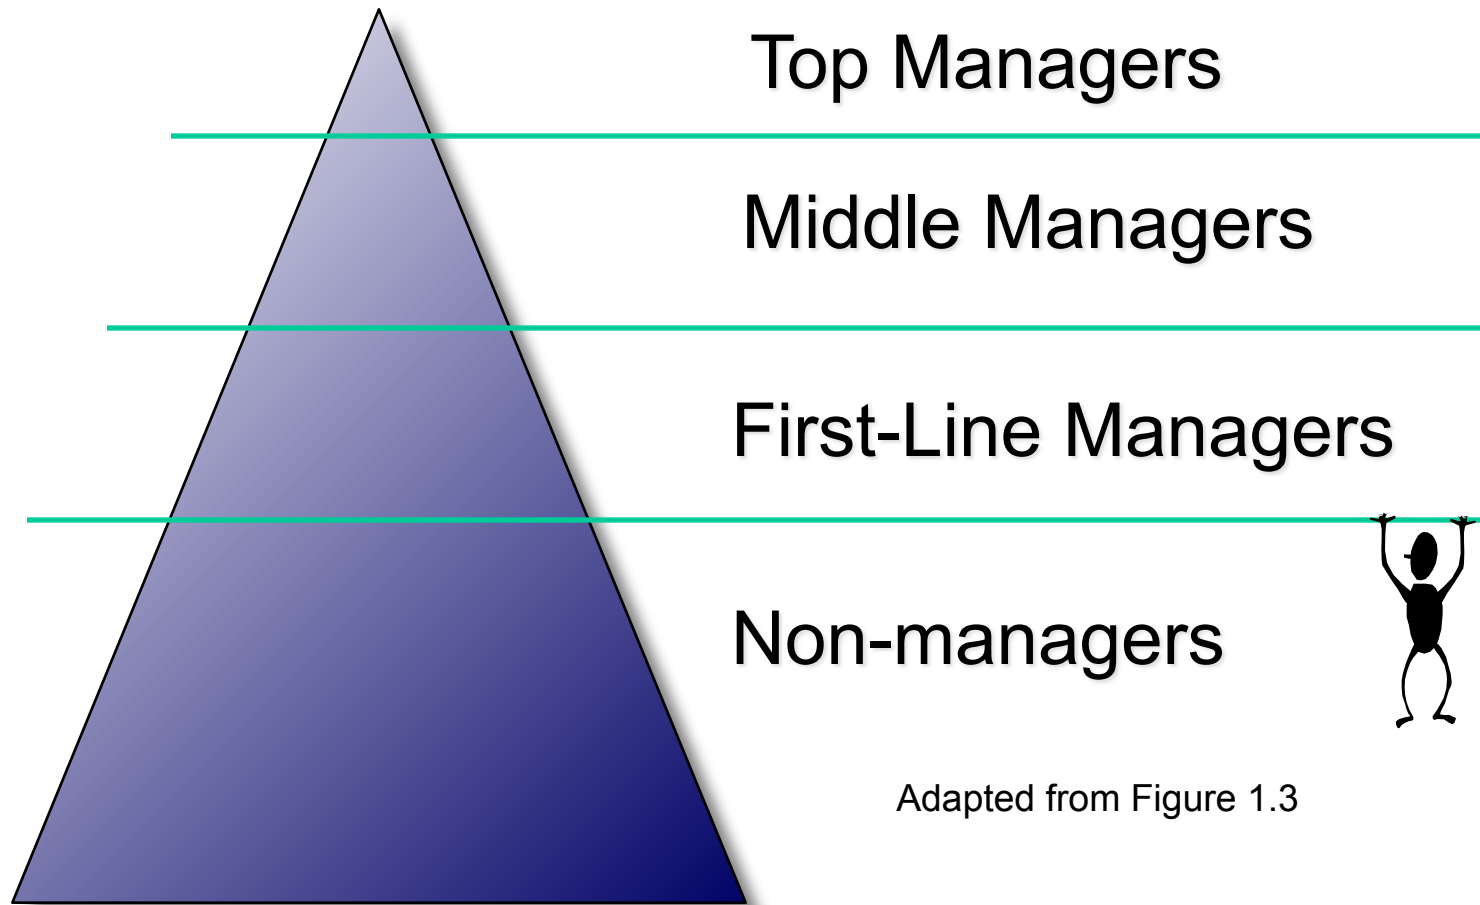 Top Managers
Middle Managers
First-Line Managers
Non-managers
Adapted from Figure 1.3